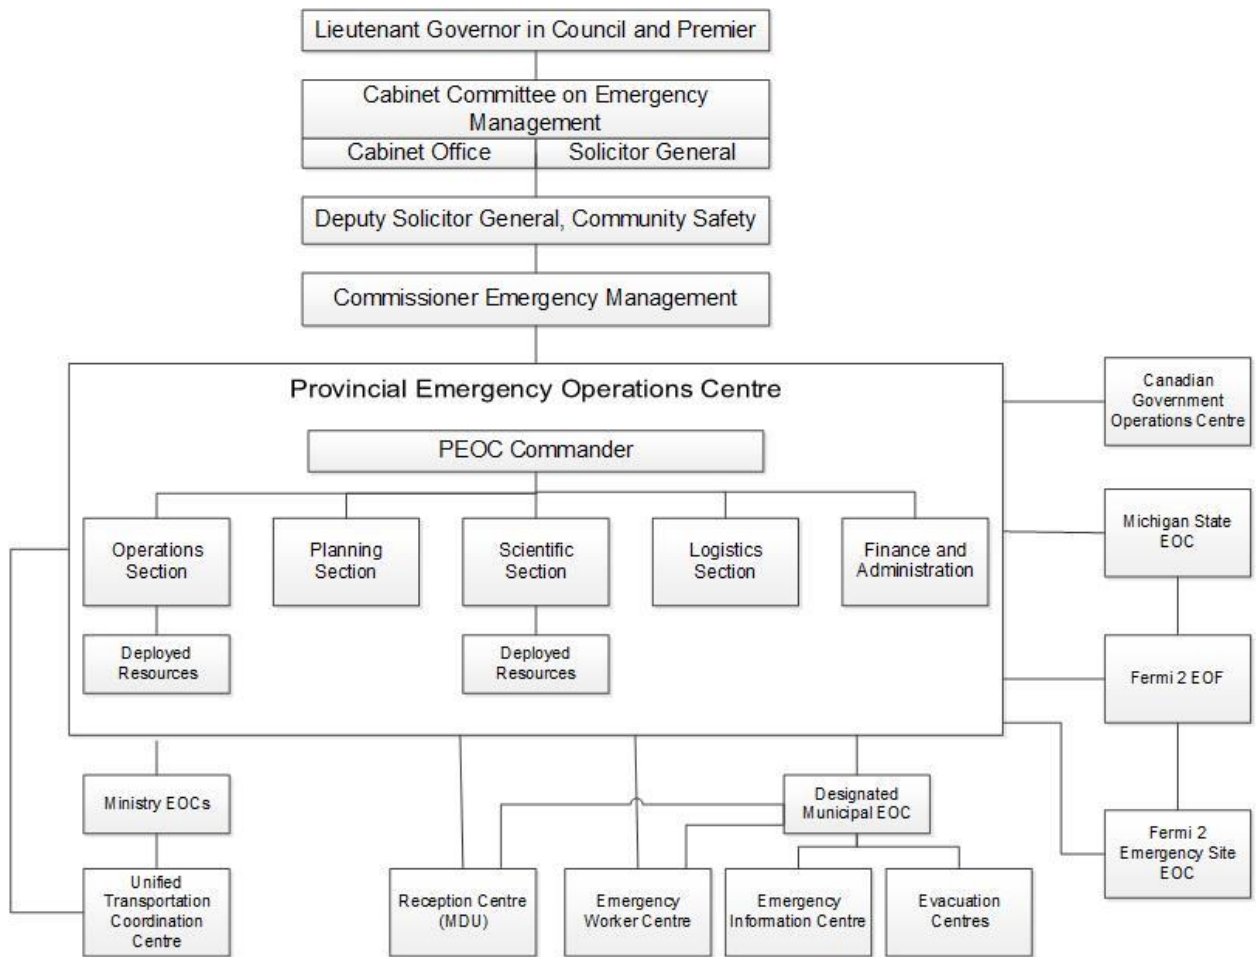 Lieutenant Governor in Council and Premier
Cabinet Committee on Emergency
Management
Cabinet Office
Solicitor General
Deputy Solicitor General, Community Safety
Commissioner Emergency Management
Provincial Emergency Operations Centre
PEOC Commander
Operations
Section
Planning
Section
Scientific
Section
Logistics
Section
Finance and
Administration
Deployed
Resources
Deployed
Resources
Canadian
Government
Operations Centre
Michigan State
EOC
Fermi 2 EOF
Fermi 2
Emergency Site
EOC
Ministry EOCs
Designated
Municipal EOC
Unified
Transportation
Coordination
Centre
Reception Centre
(MDU)
Emergency
Worker Centre
Emergency
Information Centre
Evacuation
Centres